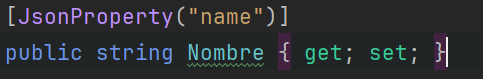 [JsonProperty("name")]
public string Nombre { get; set; }